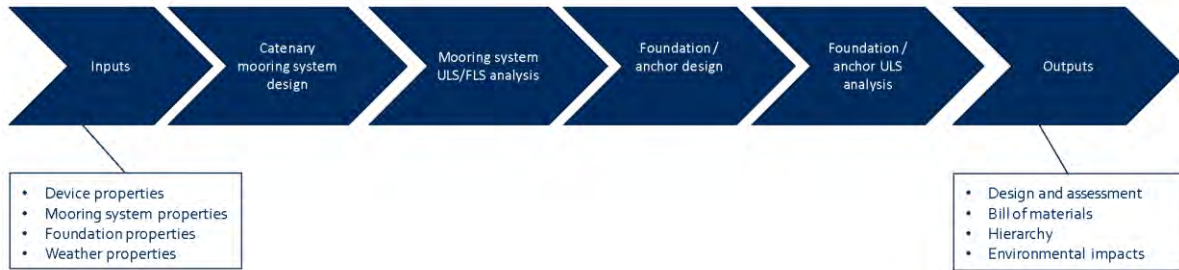 Inputs
Catenary
mooring system
design
Mooring system
ULS/FLS analysis
Foundation /
anchor design
Foundation /
anchor ULS
analysis
Outputs
• Device properties
• Mooring system properties
• Foundation properties
• Weather properties
• Design and assessment
• Bill of materials
• Hierarchy
• Environmental impacts